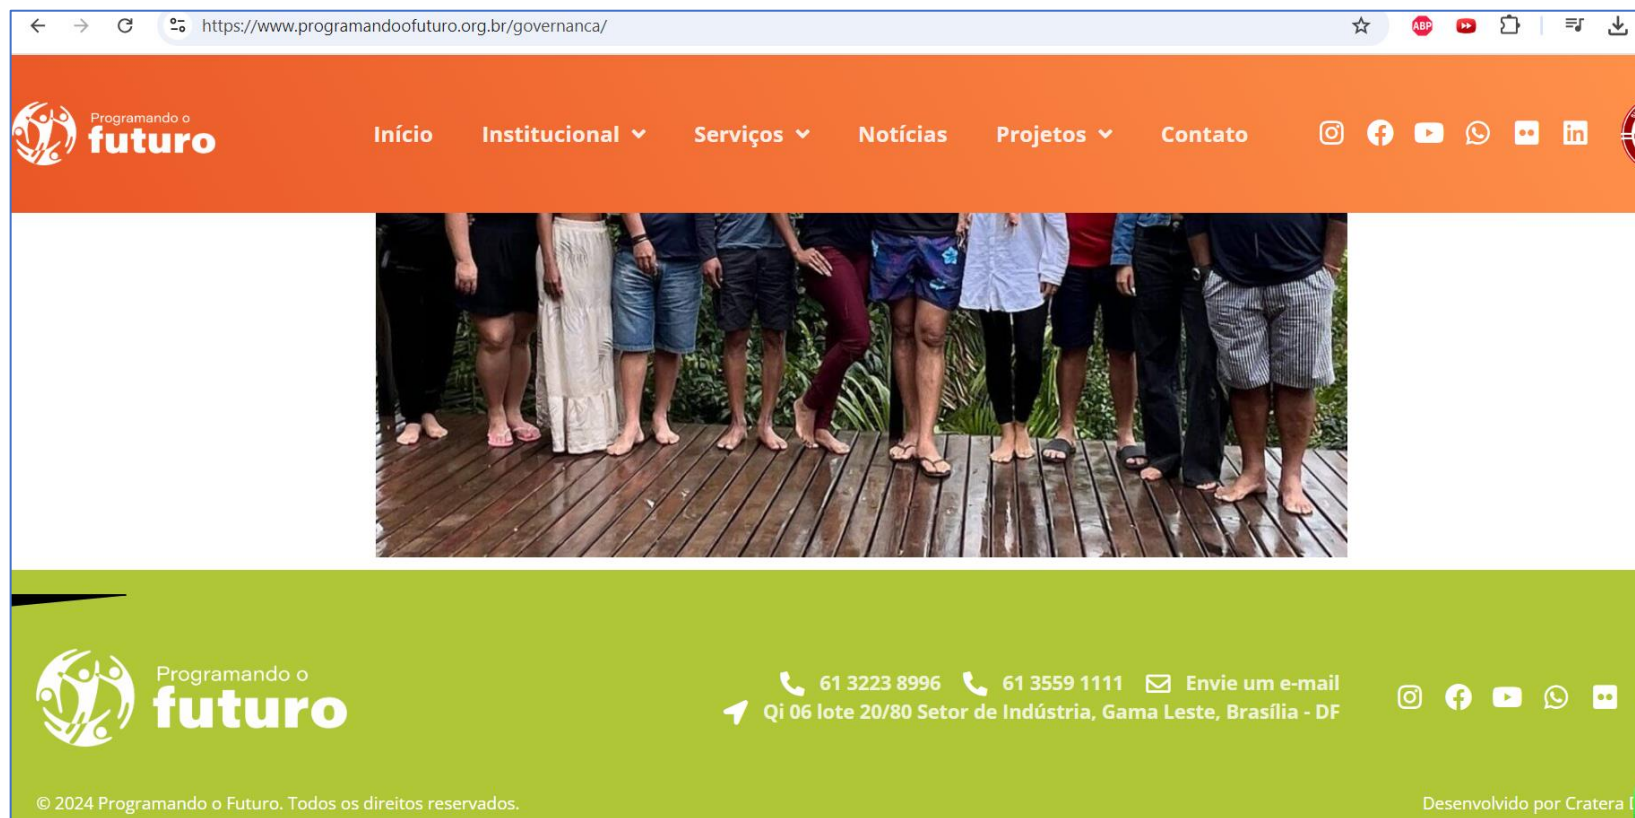 https://www.programandoofuturo.org.br/governanca/
ABP
Programando o
futuro
Início Institucional Serviços Notícias Projetos Contato
Programando o
futuro
61 3223 8996 61 3559 1111 Envie um e-mail
Qi 06 lote 20/80 Setor de Indústria, Gama Leste, Brasília - DF
© 2024 Programando o Futuro. Todos os direitos reservados.
Desenvolvido por Cratera